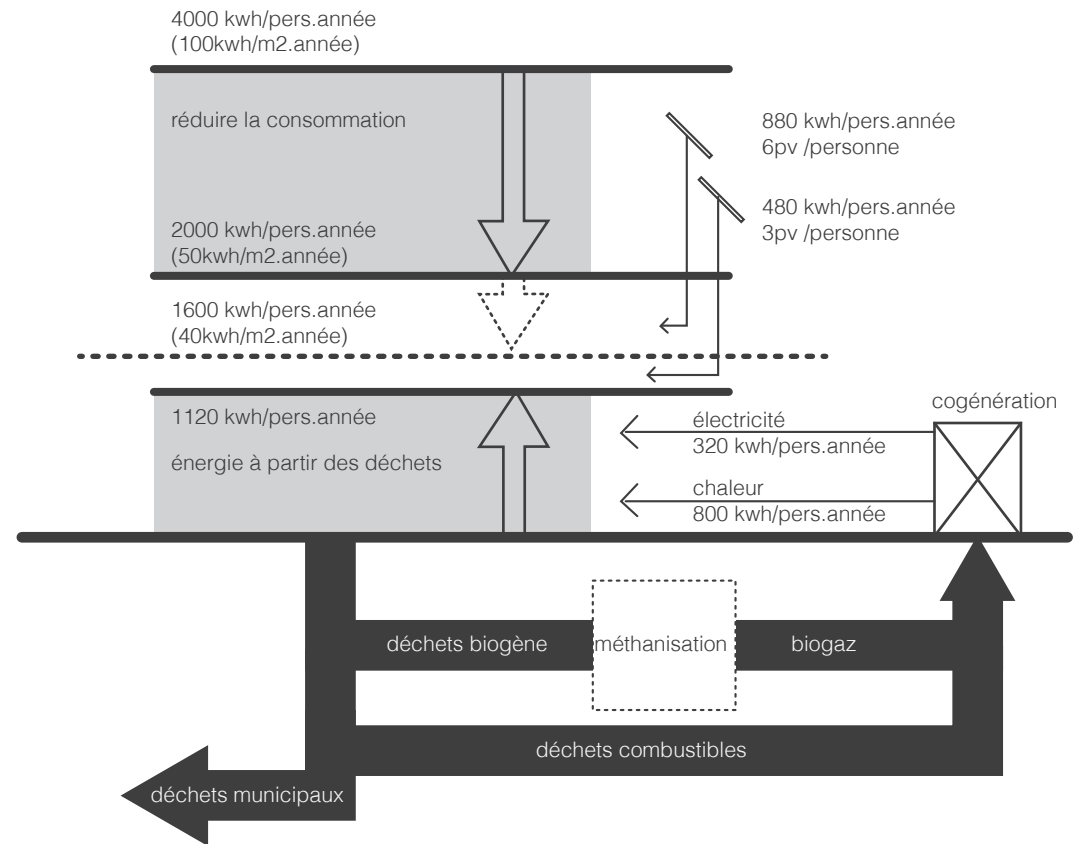 4000 kwh/pers.année
(100kwh/m2.année)
réduire la consommation
880 kwh/pers.année
6pv /personne
480 kwh/pers.année
3pv /personne
2000 kwh/pers.année
(50kwh/m2.année)
1600 kwh/pers.année
(40kwh/m2.année)
1120 kwh/pers.année
énergie à partir des déchets
cogénération
électricité
320 kwh/pers.année
chaleur
800 kwh/pers.année
déchets biogène
méthanisation
biogaz
déchets combustibles
déchets municipaux